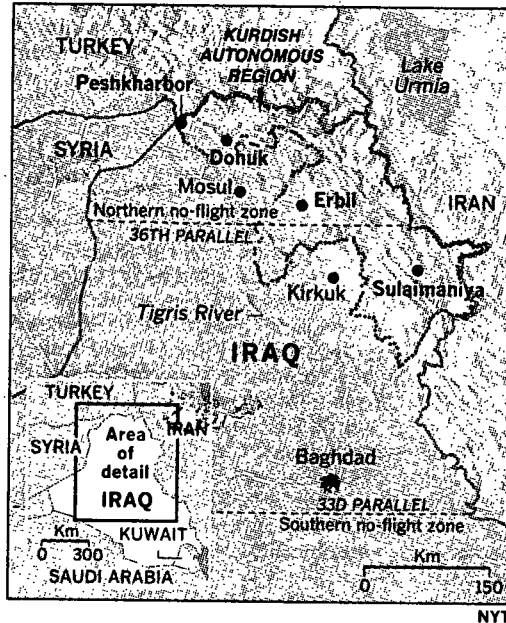 TURKEY
KURDISH
AUTONOMOUS
REGION
Lake
Urmia
Peshkharbor
SYRIA
Dohuk
Mosul
Erbil
IRAN
Northern no-flight zone
36TH PARALLEL
Kirkuk
Sulaimaniya
Tigris River
IRAQ
TURKEY
IRAN
SYRIA
Area
of
detail
IRAQ
Baghdad
33D PARALLEL
Southern no-flight zone
Km
0 300
KUWAIT
SAUDI ARABIA
Km
0 150
NYT